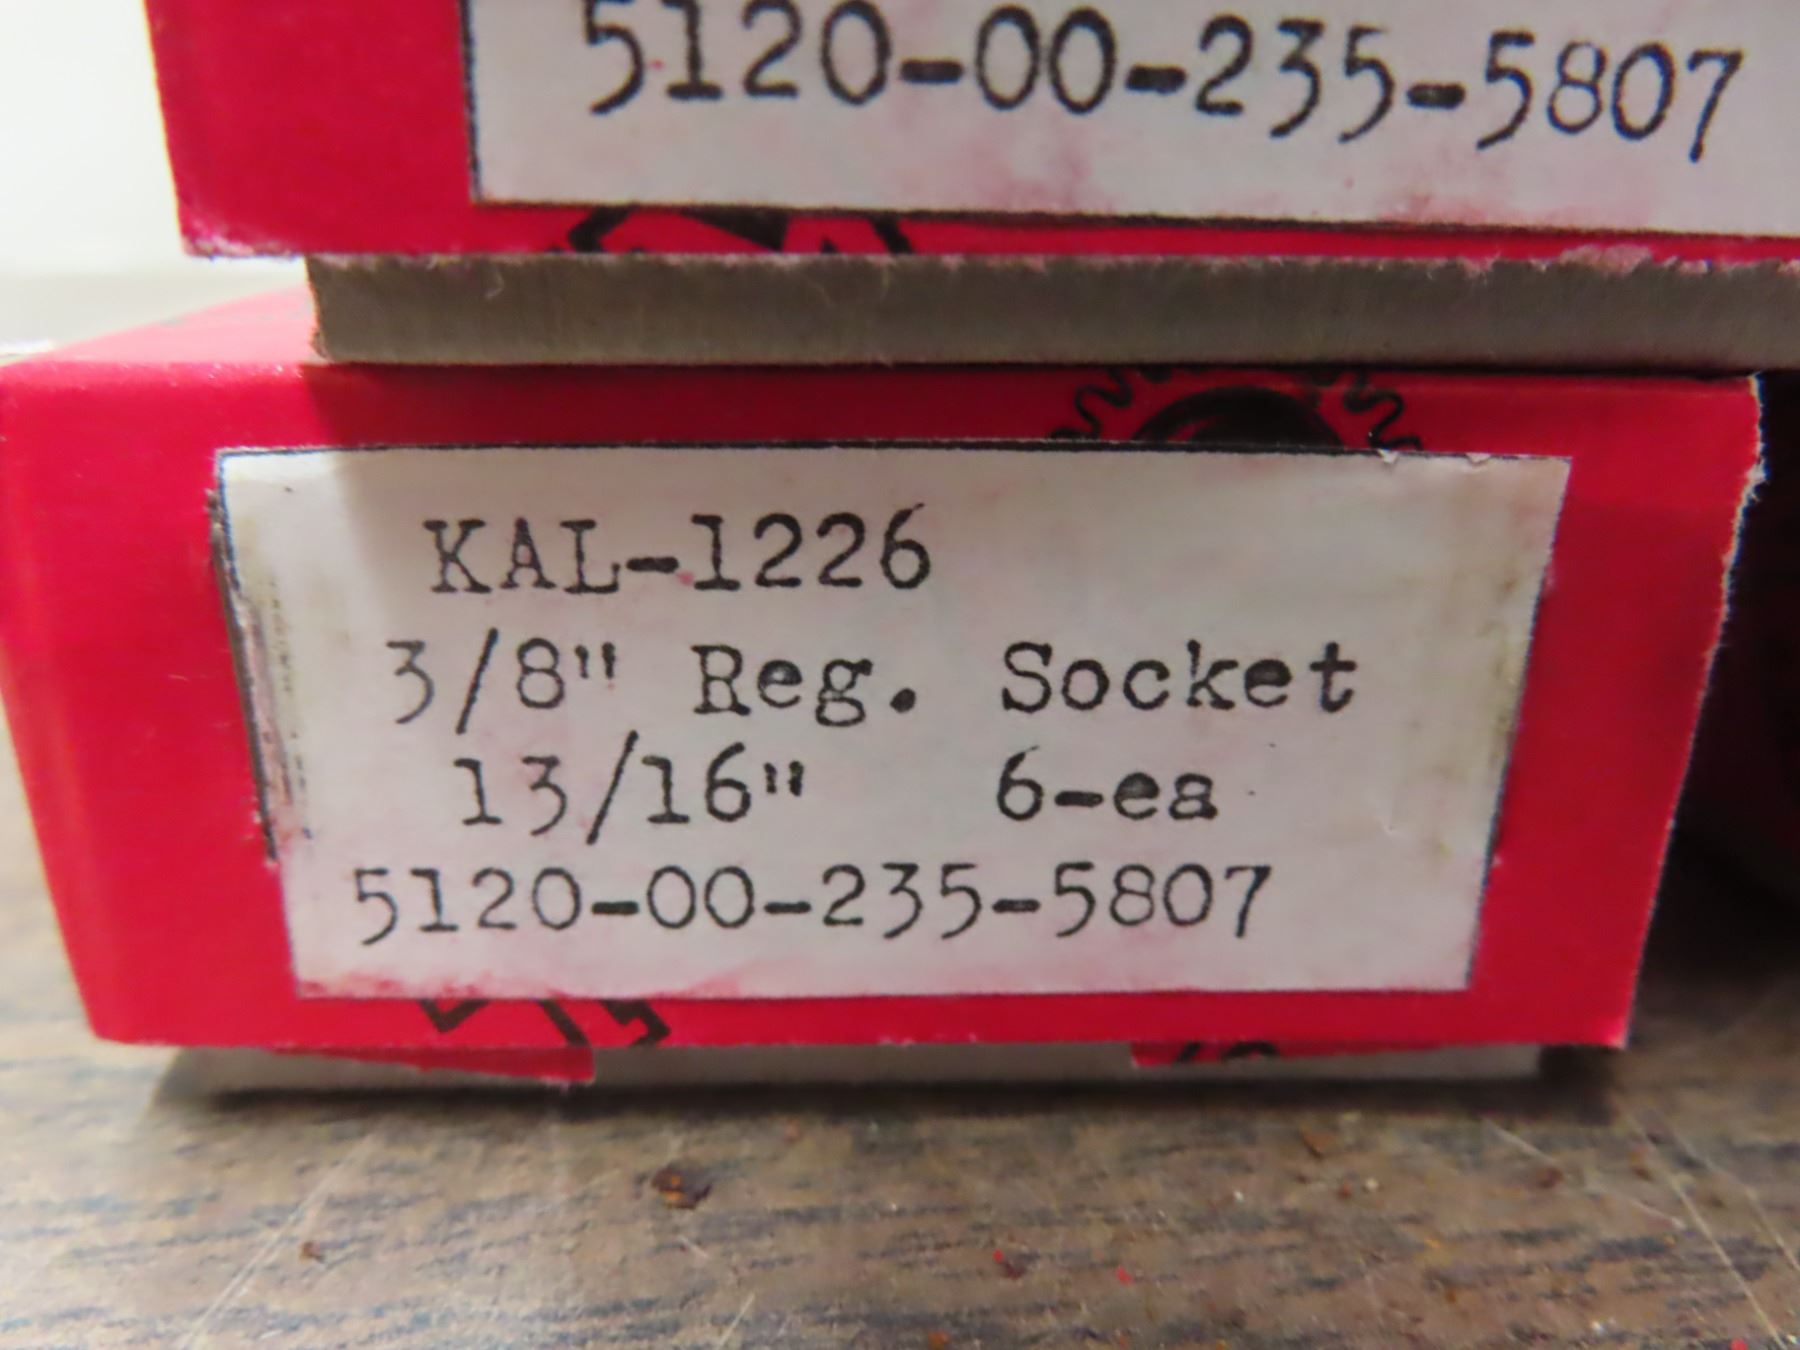 5120-00-235-5807
KAL-1226
3/8" Reg. Socket
13/16" 6-ea
5120-00-235-5807